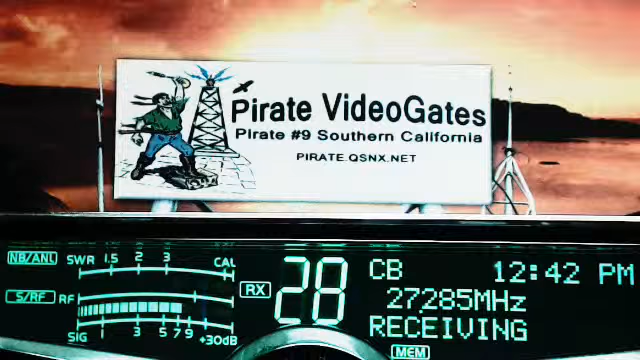 Pirate VideoGates
Pirate #9 Southern California
PIRATE.QSNX.NET
NB/ANL SWR 1.5 2 3 CAL
S/RF RF
SIG 1 3 5 7 9 +30dB
RX
28
CB 12:42 PM
27285MHz
RECEIVING
MEM